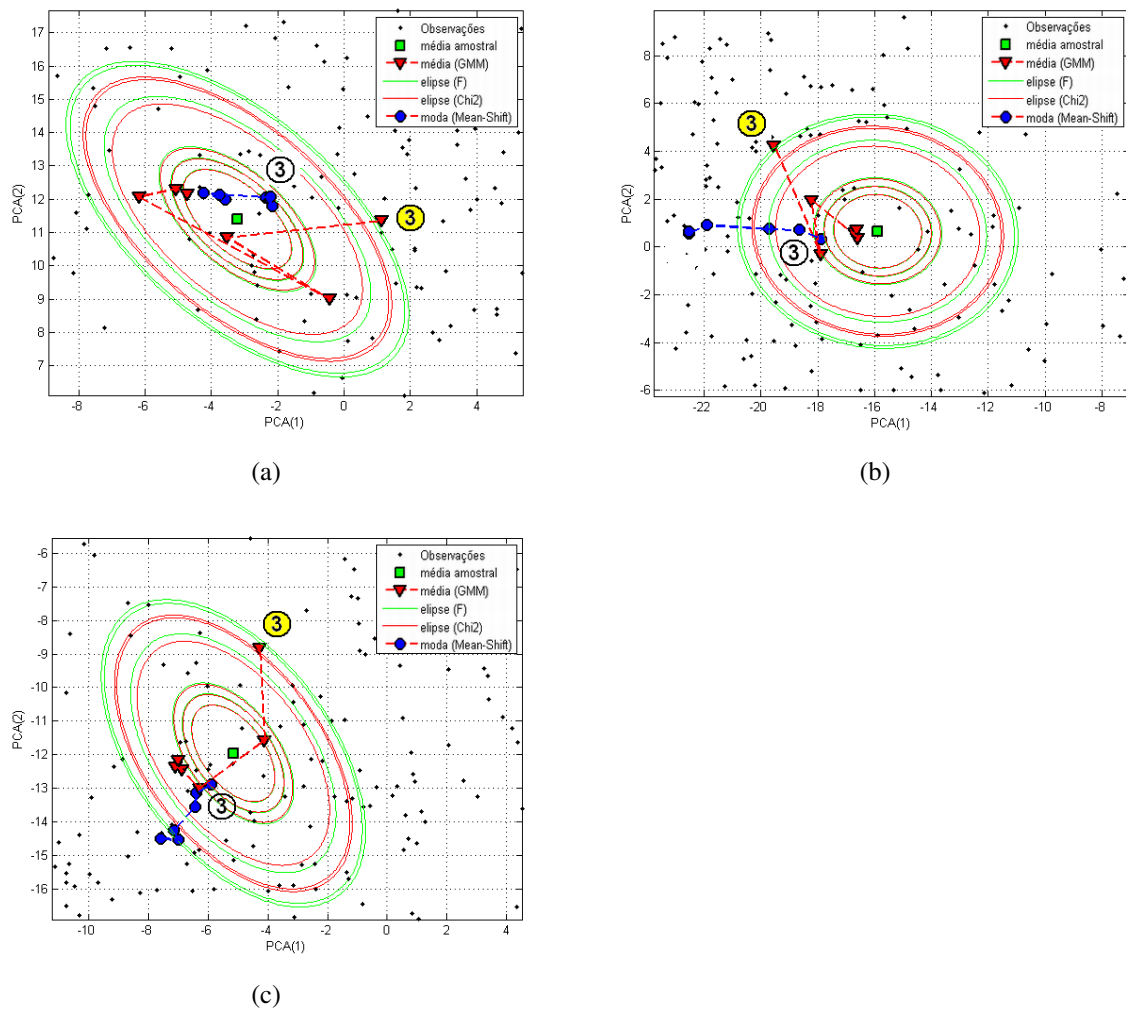 17
16
15
14
13
12
11
10
9
8
7
PCA(2)
-8
-6
-4
-2
0
2
4
PCA(1)
Observações
média amostral
média (GMM)
elipse (F)
elipse (Chi2)
moda (Mean-Shift)
3
3
(a)
8
6
4
2
0
-2
-4
-6
PCA(2)
-22
-20
-18
-16
-14
-12
-10
-8
PCA(1)
Observações
média amostral
média (GMM)
elipse (F)
elipse (Chi2)
moda (Mean-Shift)
3
3
(b)
-6
-7
-8
-9
-10
-11
-12
-13
-14
-15
-16
PCA(2)
-10
-8
-6
-4
-2
0
2
4
PCA(1)
Observações
média amostral
média (GMM)
elipse (F)
elipse (Chi2)
moda (Mean-Shift)
3
3
(c)